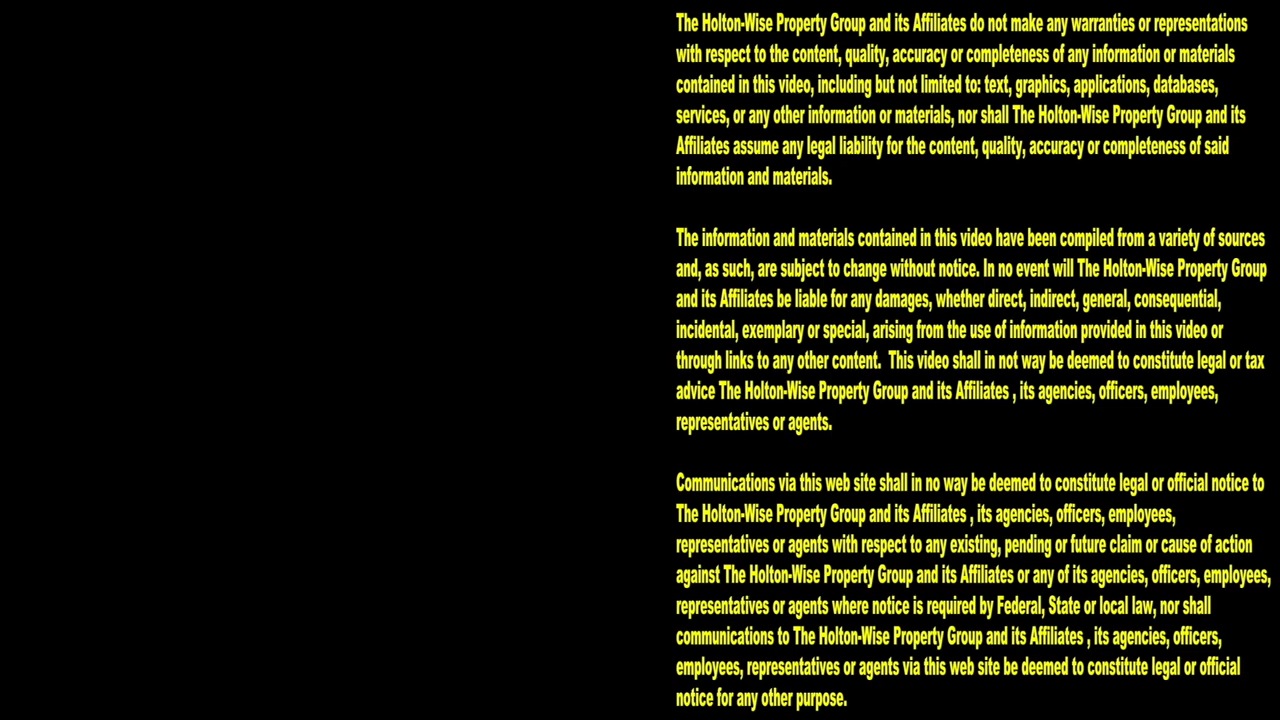 The Holton-Wise Property Group and its Affiliates do not make any warranties or representations
with respect to the content, quality, accuracy or completeness of any information or materials
contained in this video, including but not limited to: text, graphics, applications, databases,
services, or any other information or materials, nor shall The Holton-Wise Property Group and its
Affiliates assume any legal liability for the content, quality, accuracy or completeness of said
information and materials.
The information and materials contained in this video have been compiled from a variety of sources
and, as such, are subject to change without notice. In no event will The Holton-Wise Property Group
and its Affiliates be liable for any damages, whether direct, indirect, general, consequential,
incidental, exemplary or special, arising from the use of information provided in this video or
through links to any other content.  This video shall in not way be deemed to constitute legal or tax
advice The Holton-Wise Property Group and its Affiliates , its agencies, officers, employees,
representatives or agents.
Communications via this web site shall in no way be deemed to constitute legal or official notice to
The Holton-Wise Property Group and its Affiliates , its agencies, officers, employees,
representatives or agents with respect to any existing, pending or future claim or cause of action
against The Holton-Wise Property Group and its Affiliates or any of its agencies, officers, employees,
representatives or agents where notice is required by Federal, State or local law, nor shall
communications to The Holton-Wise Property Group and its Affiliates , its agencies, officers,
employees, representatives or agents via this web site be deemed to constitute legal or official
notice for any other purpose.